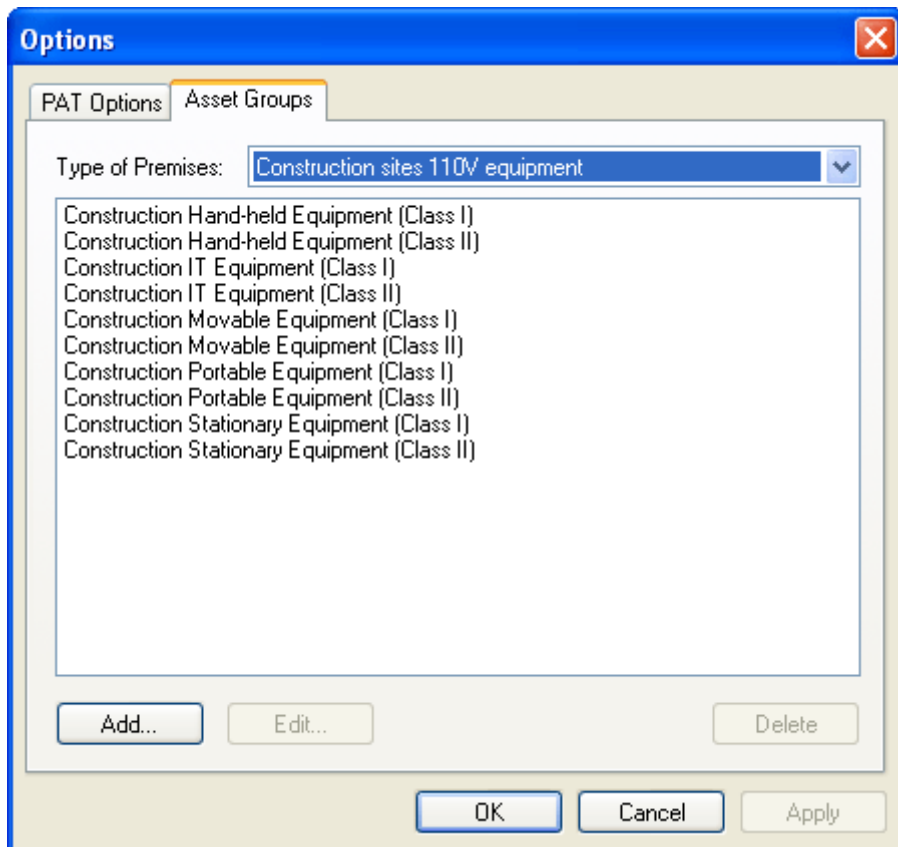 Options
PAT Options Asset Groups
Type of Premises: Construction sites 110V equipment
Construction Hand-held Equipment (Class I)
Construction Hand-held Equipment (Class II)
Construction IT Equipment (Class I)
Construction IT Equipment (Class II)
Construction Movable Equipment (Class I)
Construction Movable Equipment (Class II)
Construction Portable Equipment (Class I)
Construction Portable Equipment (Class II)
Construction Stationary Equipment (Class I)
Construction Stationary Equipment (Class II)
Add... Edit... Delete
OK Cancel Apply